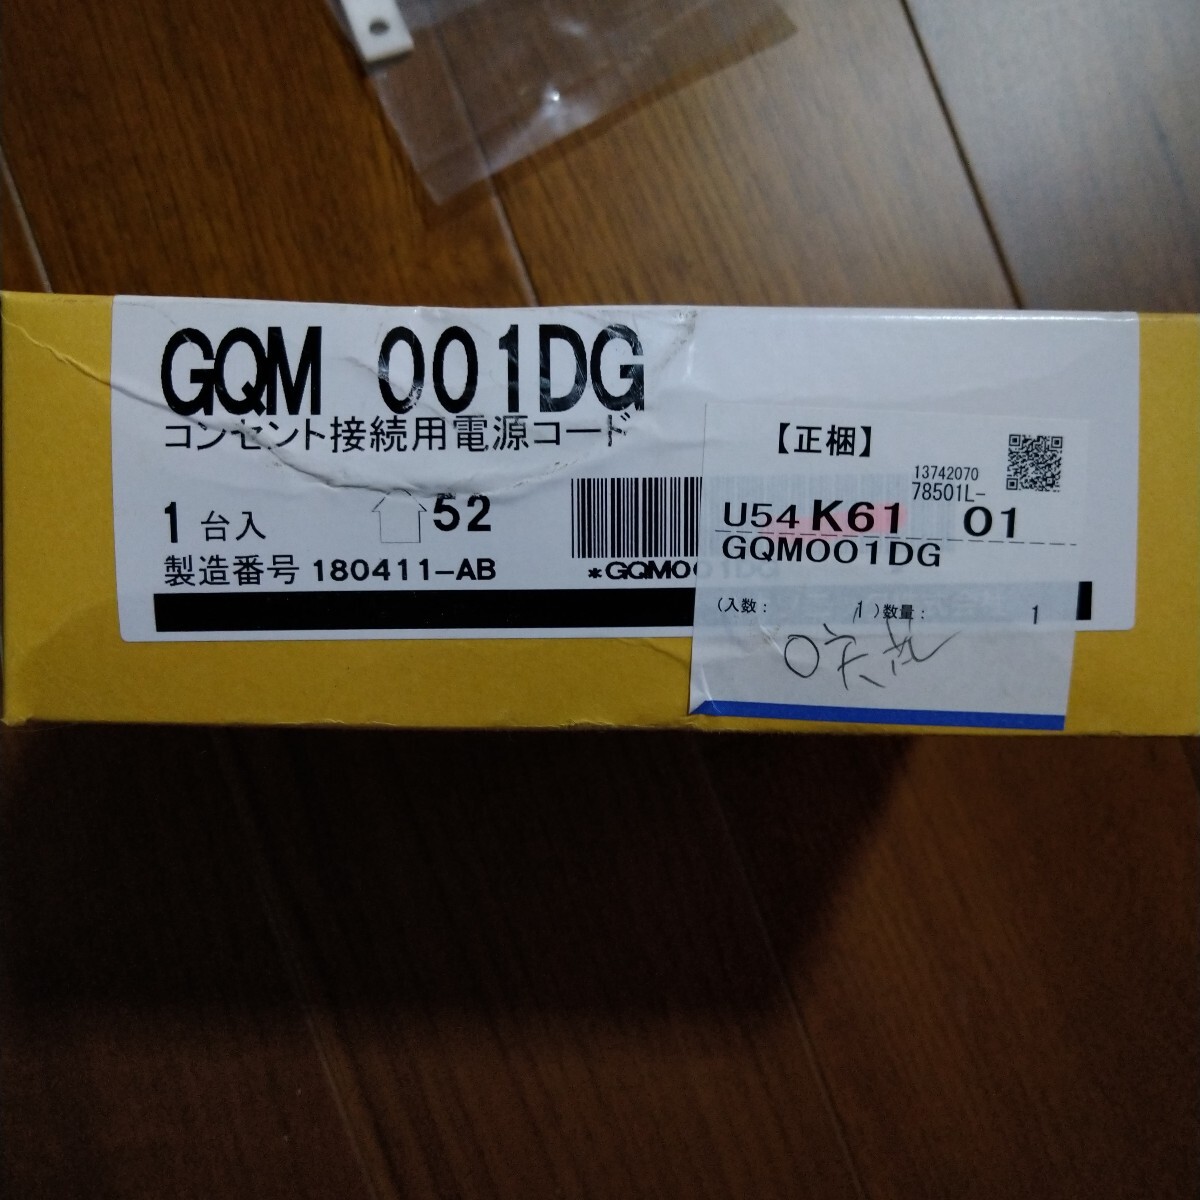 GQM 001DG
コンセント接続用電源コード
1台入 52
製造番号 180411-AB
*GQM001DG
【正梱】
13742070
78501L-
U54 K61 01
GQM001DG
(入数: 1)数量: 1